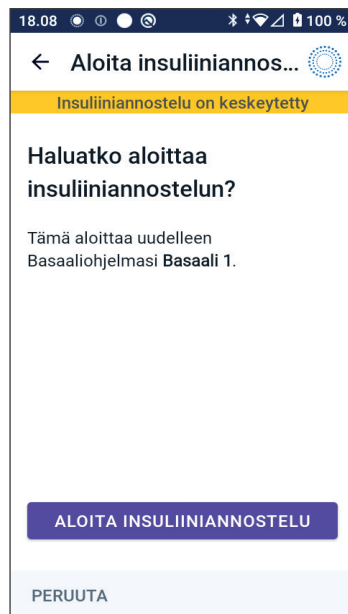 18.08 100 %
Aloita insuliiniannos...
Insuliiniannostelu on keskeytetty
Haluatko aloittaa
insuliiniannostelun?
Tämä aloittaa uudelleen
Basaaliohjelmasi Basaali 1.
ALOITA INSULIINIANNOSTELU
PERUUTA